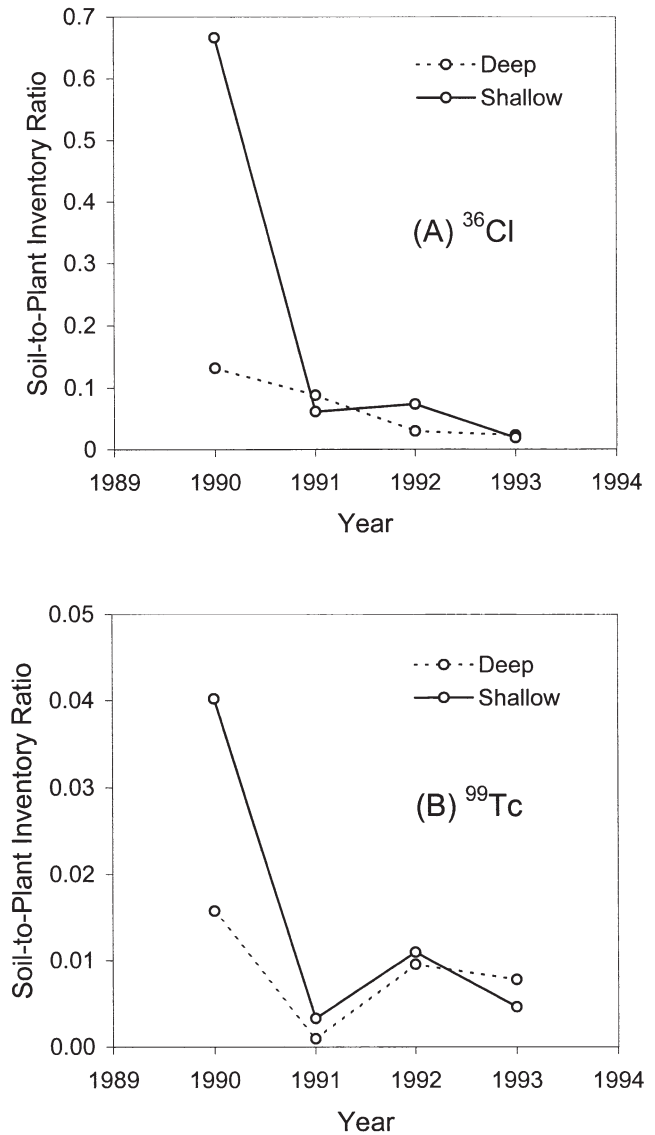 0.7
0.6
0.5
0.4
0.3
0.2
0.1
0
Soil-to-Plant Inventory Ratio
Deep
Shallow
(A) ³⁶Cl
1989 1990 1991 1992 1993 1994
Year
0.05
0.04
0.03
0.02
0.01
0.00
Soil-to-Plant Inventory Ratio
Deep
Shallow
(B) ⁹⁹Tc
1989 1990 1991 1992 1993 1994
Year